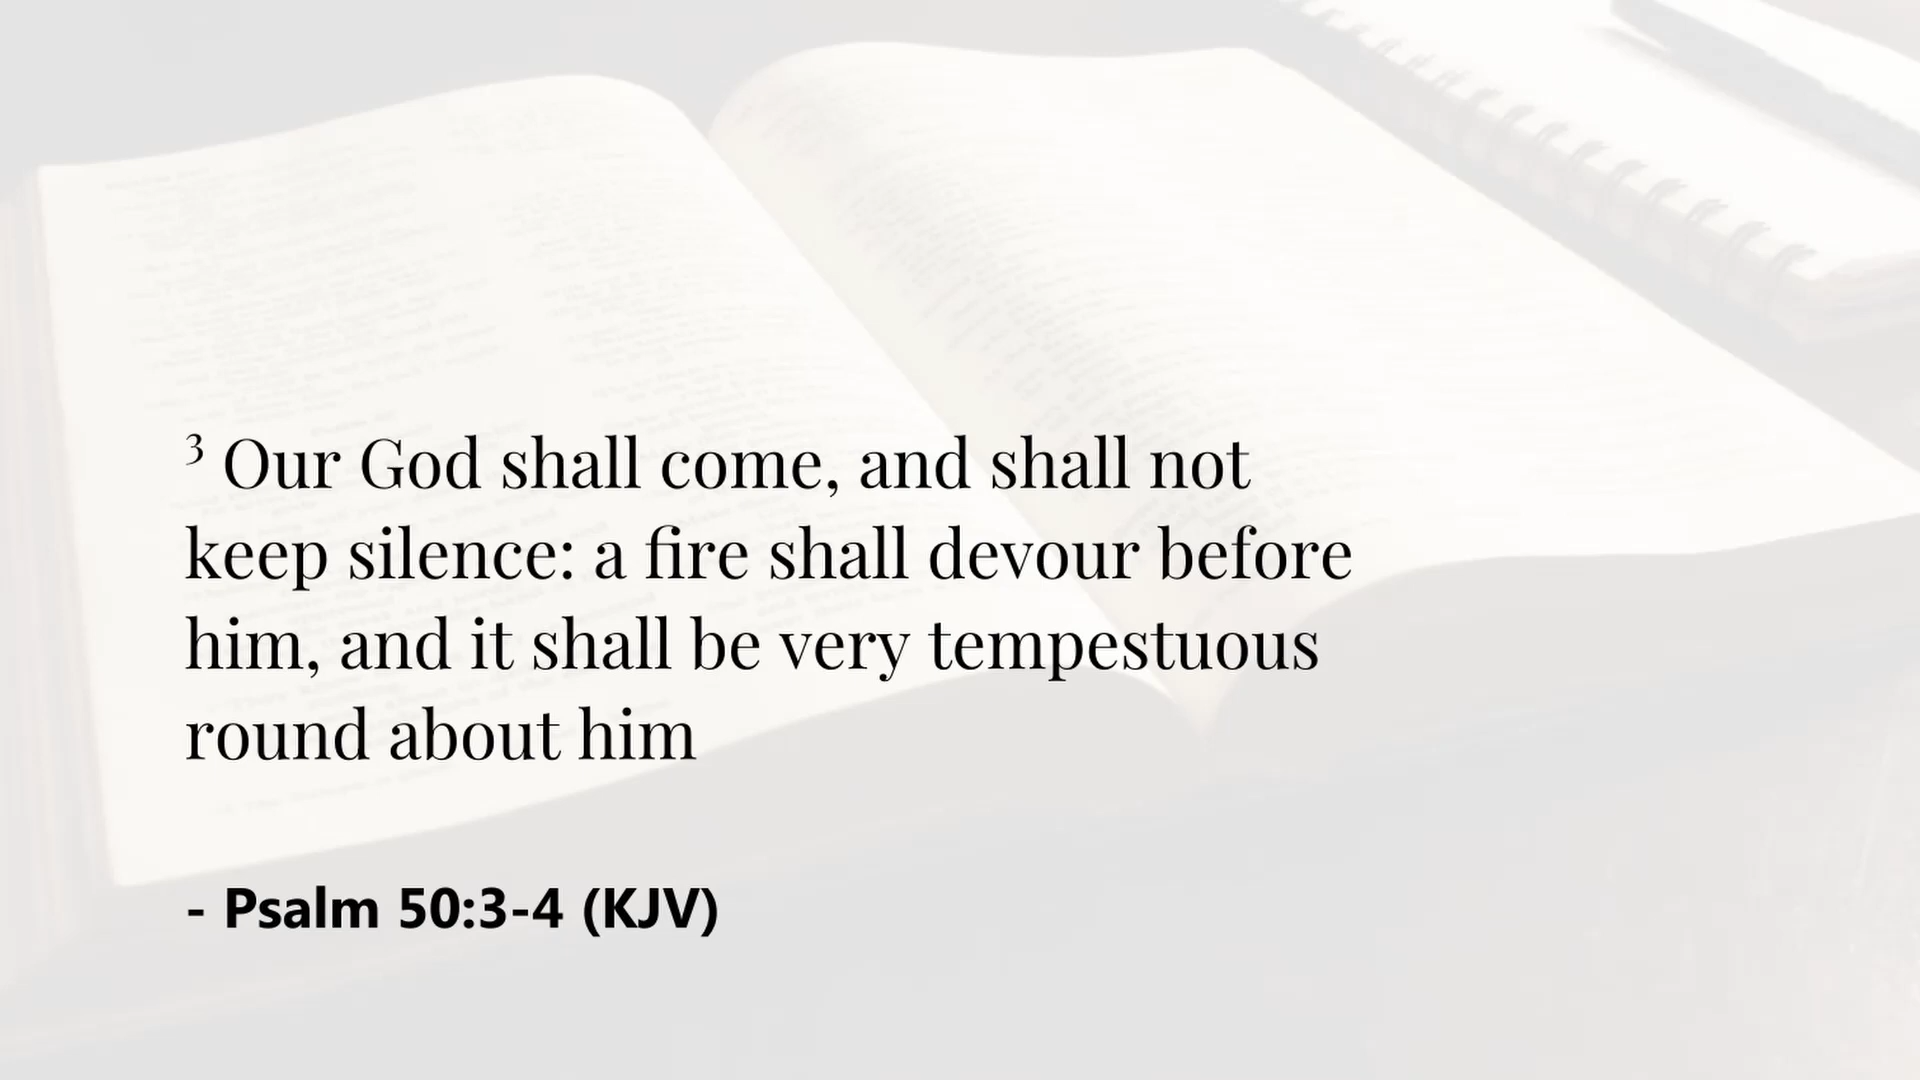 ³ Our God shall come, and shall not
keep silence: a fire shall devour before
him, and it shall be very tempestuous
round about him
- Psalm 50:3-4 (KJV)